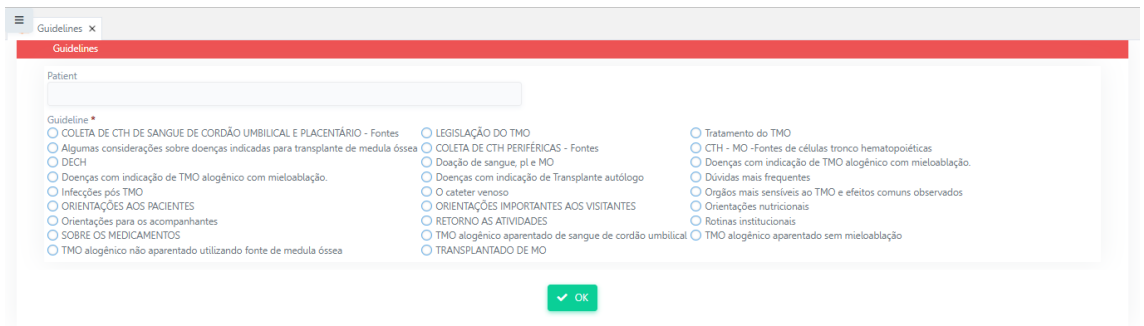 Guidelines ×
Guidelines
Patient
Guideline *
COLETA DE CTH DE SANGUE DE CORDÃO UMBILICAL E PLACENTÁRIO - Fontes LEGISLAÇÃO DO TMO Tratamento do TMO
Algumas considerações sobre doenças indicadas para transplante de medula óssea COLETA DE CTH PERIFÉRICAS - Fontes CTH - MO -Fontes de células tronco hematopoiéticas
DECH Doação de sangue, pl e MO Doenças com indicação de TMO alogênico com mieloablação.
Doenças com indicação de TMO alogênico com mieloablação. Doenças com indicação de Transplante autólogo Dúvidas mais frequentes
Infecções pós TMO O cateter venoso Orgãos mais sensíveis ao TMO e efeitos comuns observados
ORIENTAÇÕES AOS PACIENTES ORIENTAÇÕES IMPORTANTES AOS VISITANTES Orientações nutricionais
Orientações para os acompanhantes RETORNO AS ATIVIDADES Rotinas institucionais
SOBRE OS MEDICAMENTOS TMO alogênico aparentado de sangue de cordão umbilical TMO alogênico aparentado sem mieloablação
TMO alogênico não aparentado utilizando fonte de medula óssea TRANSPLANTADO DE MO
OK